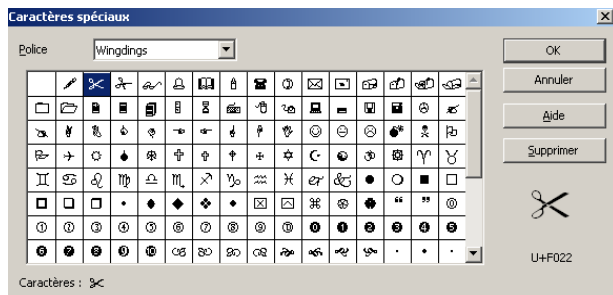 Caractères spéciaux
Police Wingdings
OK
Annuler
Aide
Supprimer
U+F022
Caractères : ✂